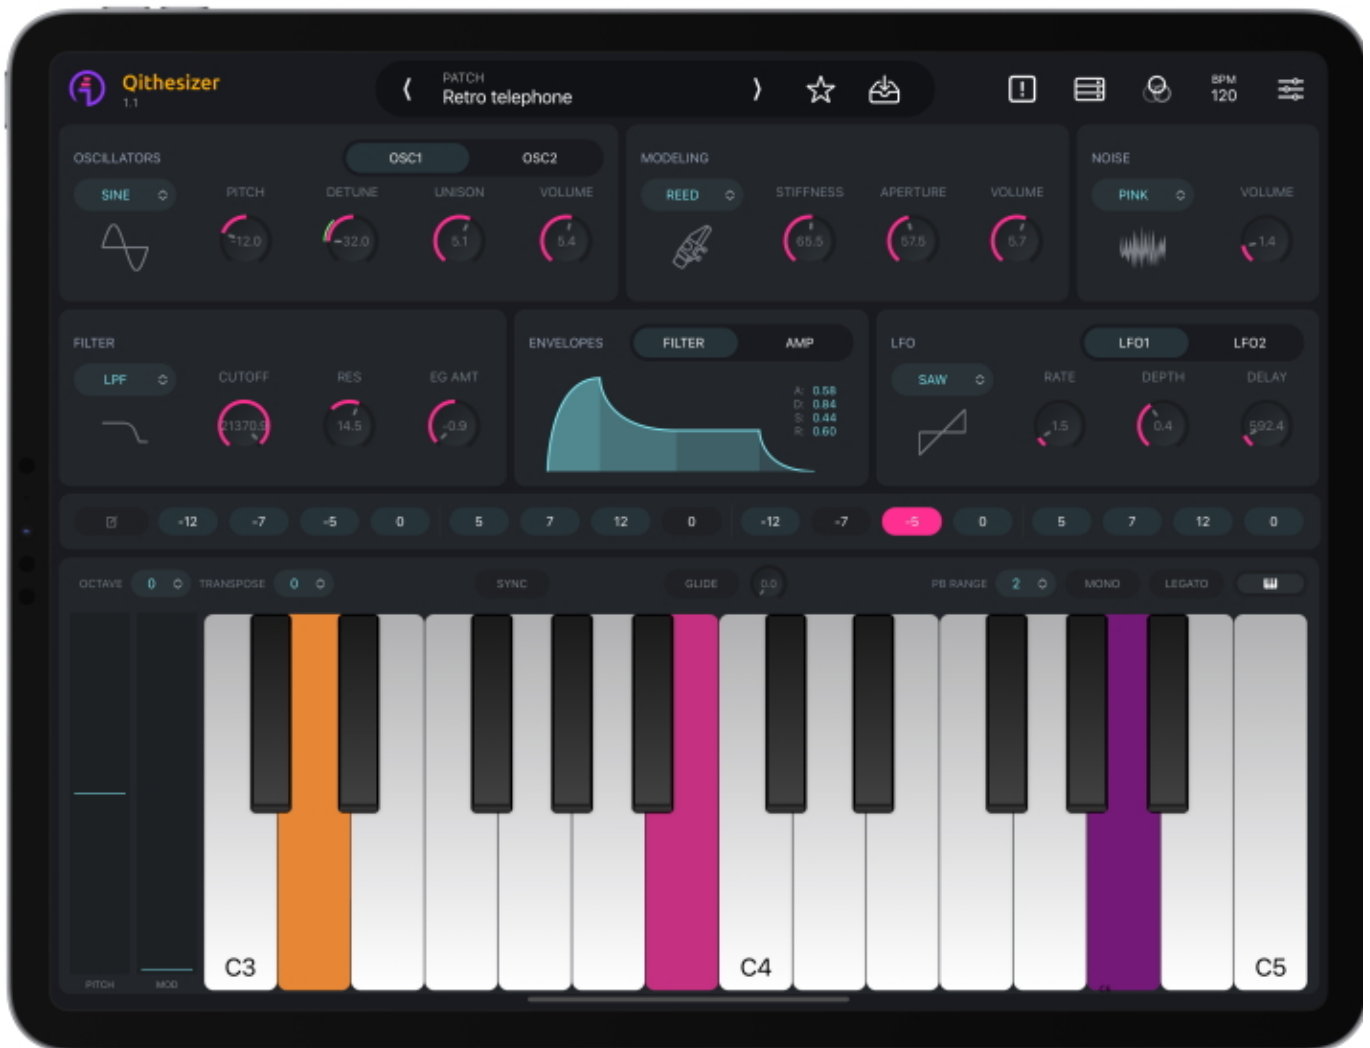 Qithesizer
1.1
PATCH
Retro telephone
BPM
120
OSCILLATORS
OSC1
OSC2
SINE
PITCH
DETUNE
UNISON
VOLUME
-12.0
-32.0
5.1
5.4
MODELING
REED
STIFFNESS
APERTURE
VOLUME
65.5
57.5
5.7
NOISE
PINK
VOLUME
1.4
FILTER
LPF
CUTOFF
RES
EG AMT
21370.9
14.5
-0.9
ENVELOPES
FILTER
AMP
A: 0.58
D: 0.84
S: 0.44
R: 0.60
LFO
LFO1
LFO2
SAW
RATE
DEPTH
DELAY
1.5
0.4
592.4
-12 -7 -5 0 5 7 12 0 -12 -7 -5 0 5 7 12 0
OCTAVE 0 TRANSPOSE 0 SYNC GLIDE 0.0 PB RANGE 2 MONO LEGATO
C3 C4 C5
PITCH MOD